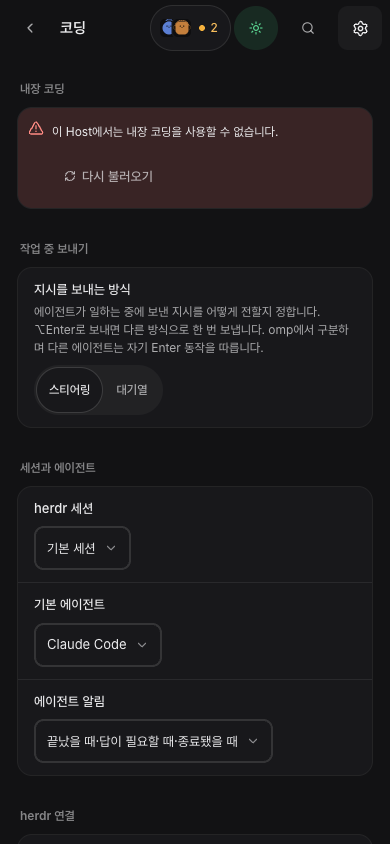 코딩
2
내장 코딩
이 Host에서는 내장 코딩을 사용할 수 없습니다.
다시 불러오기
작업 중 보내기
지시를 보내는 방식
에이전트가 일하는 중에 보낸 지시를 어떻게 전할지 정합니다.
⌥Enter로 보내면 다른 방식으로 한 번 보냅니다. omp에서 구분하
며 다른 에이전트는 자기 Enter 동작을 따릅니다.
스티어링 대기열
세션과 에이전트
herdr 세션
기본 세션
기본 에이전트
Claude Code
에이전트 알림
끝났을 때·답이 필요할 때·종료됐을 때
herdr 연결